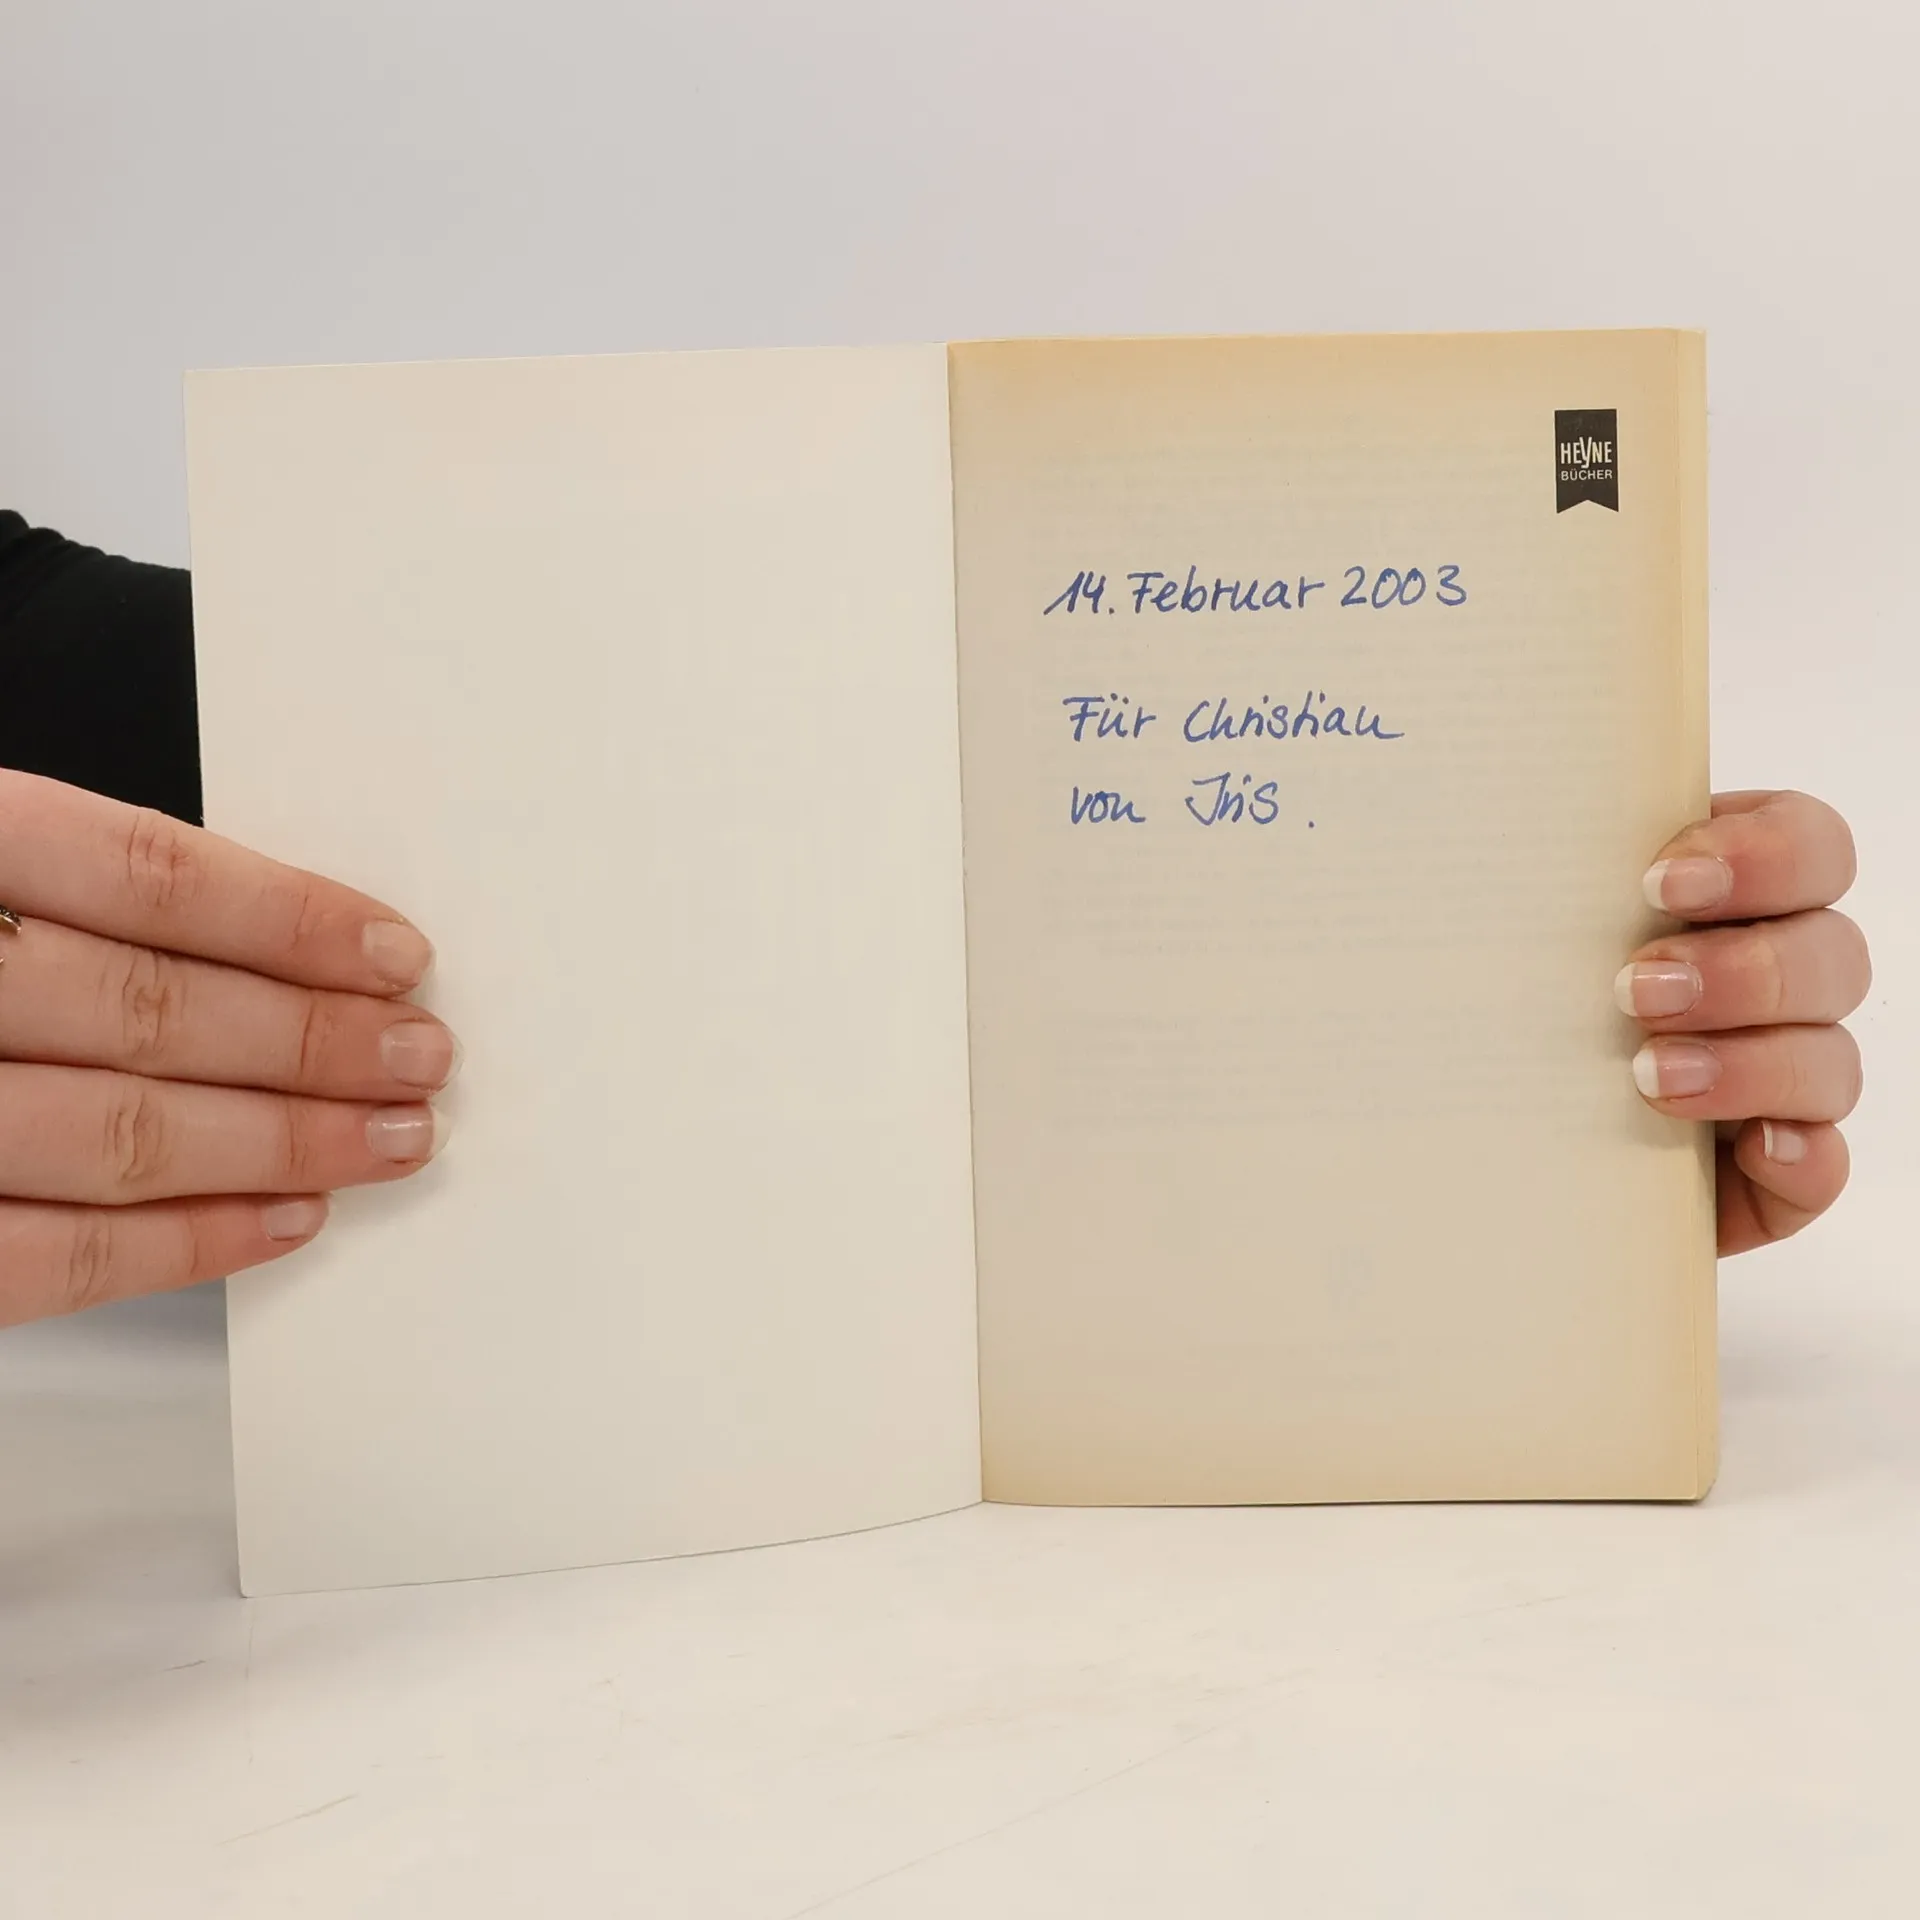 HEYNE
BÜCHER
14. Februar 2003
Für Christian
von Iris.